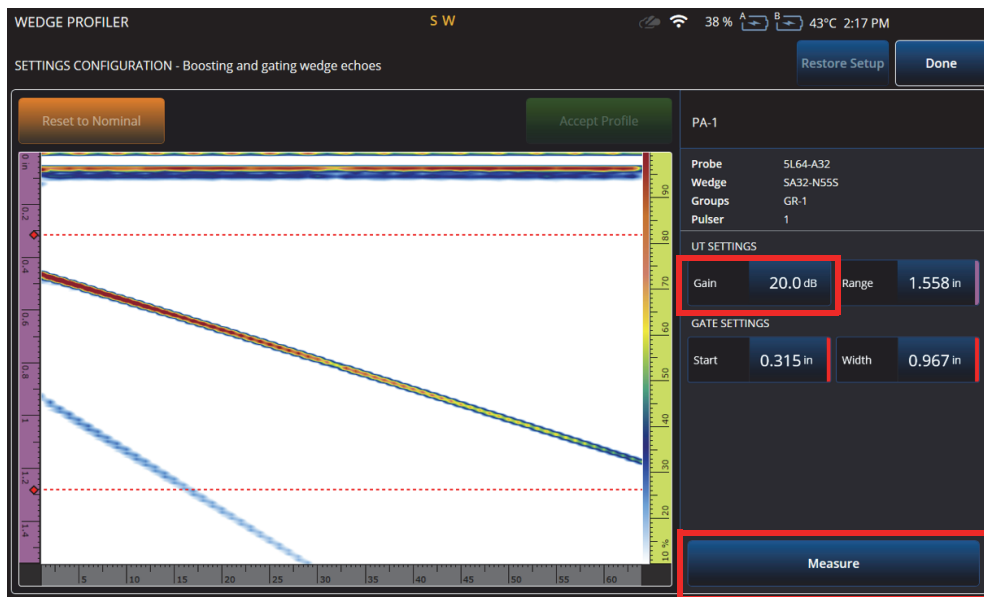 WEDGE PROFILER S W 38 % A B 43°C 2:17 PM
SETTINGS CONFIGURATION - Boosting and gating wedge echoes Restore Setup Done
Reset to Nominal Accept Profile
PA-1
Probe 5L64-A32
Wedge SA32-N55S
Groups GR-1
Pulser 1
UT SETTINGS
Gain 20.0 dB Range 1.558 in
GATE SETTINGS
Start 0.315 in Width 0.967 in
Measure
0 in 0.2 0.4 0.6 0.8 1 1.2 1.4
90 80 70 60 50 40 30 20 10 %
5 10 15 20 25 30 35 40 45 50 55 60